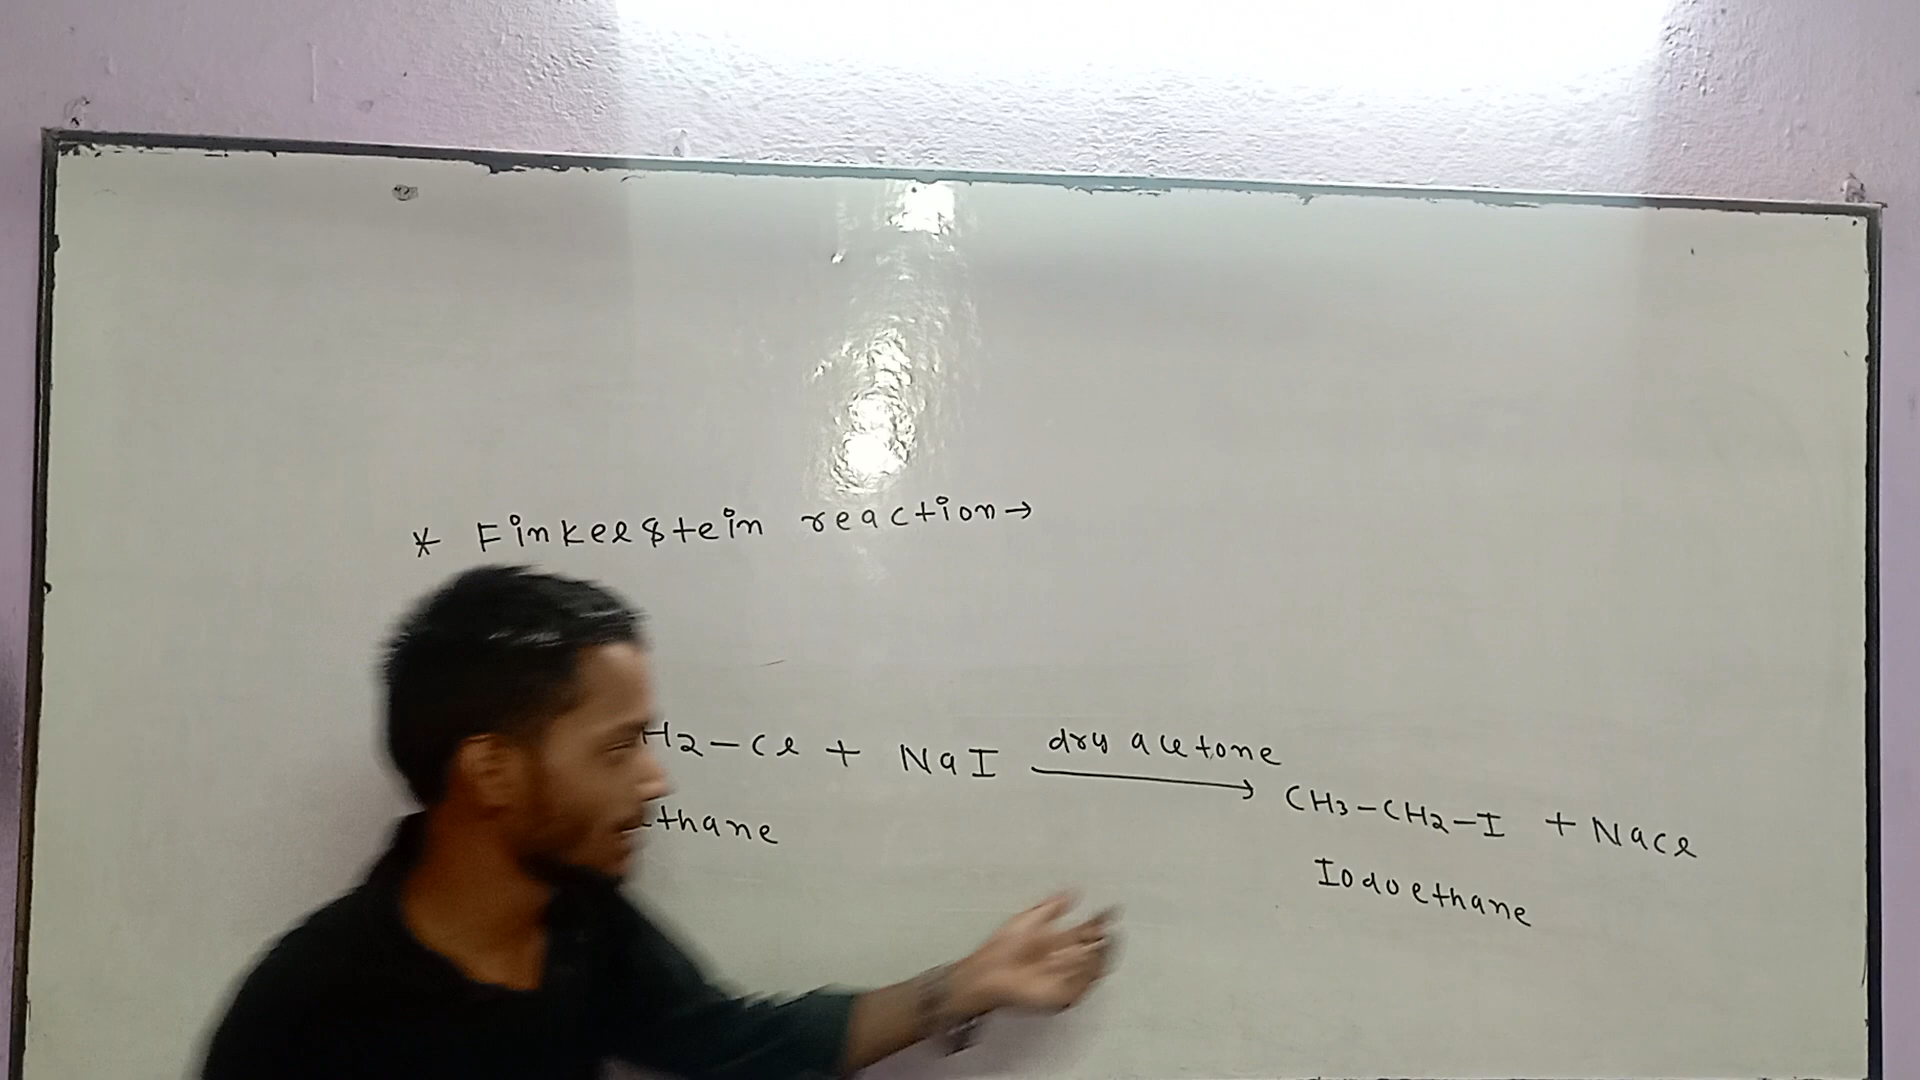 * Finkelstein reaction →
H2-Cl + NaI dry acetone → CH3-CH2-I + NaCl
thane
Iodoethane